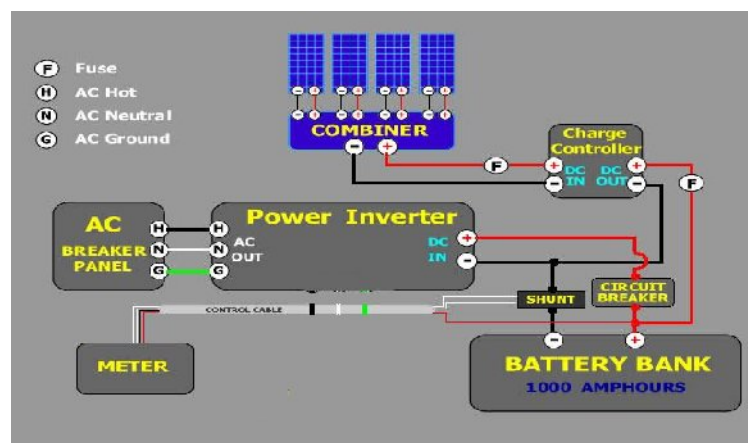 F Fuse
H AC Hot
N AC Neutral
G AC Ground
COMBINER
Charge
Controller
DC DC
IN OUT
F
F
AC
BREAKER
PANEL
H
N
G
Power Inverter
H
N
G
AC
OUT
DC
IN
SHUNT
CIRCUIT
BREAKER
CONTROL CABLE
METER
BATTERY BANK
1000 AMPHOURS